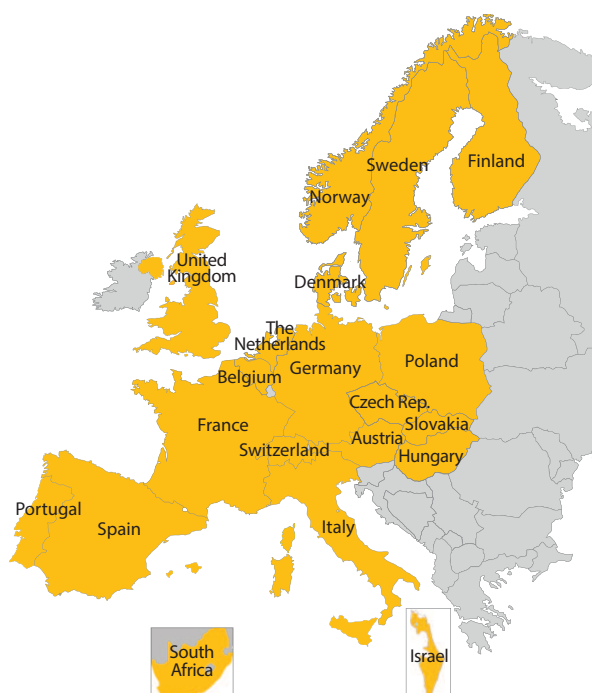 Finland
Sweden
Norway
United
Kingdom
Denmark
The
Netherlands
Poland
Germany
Belgium
Czech Rep.
Slovakia
France
Austria
Switzerland
Hungary
Portugal
Spain
Italy
South
Africa
Israel